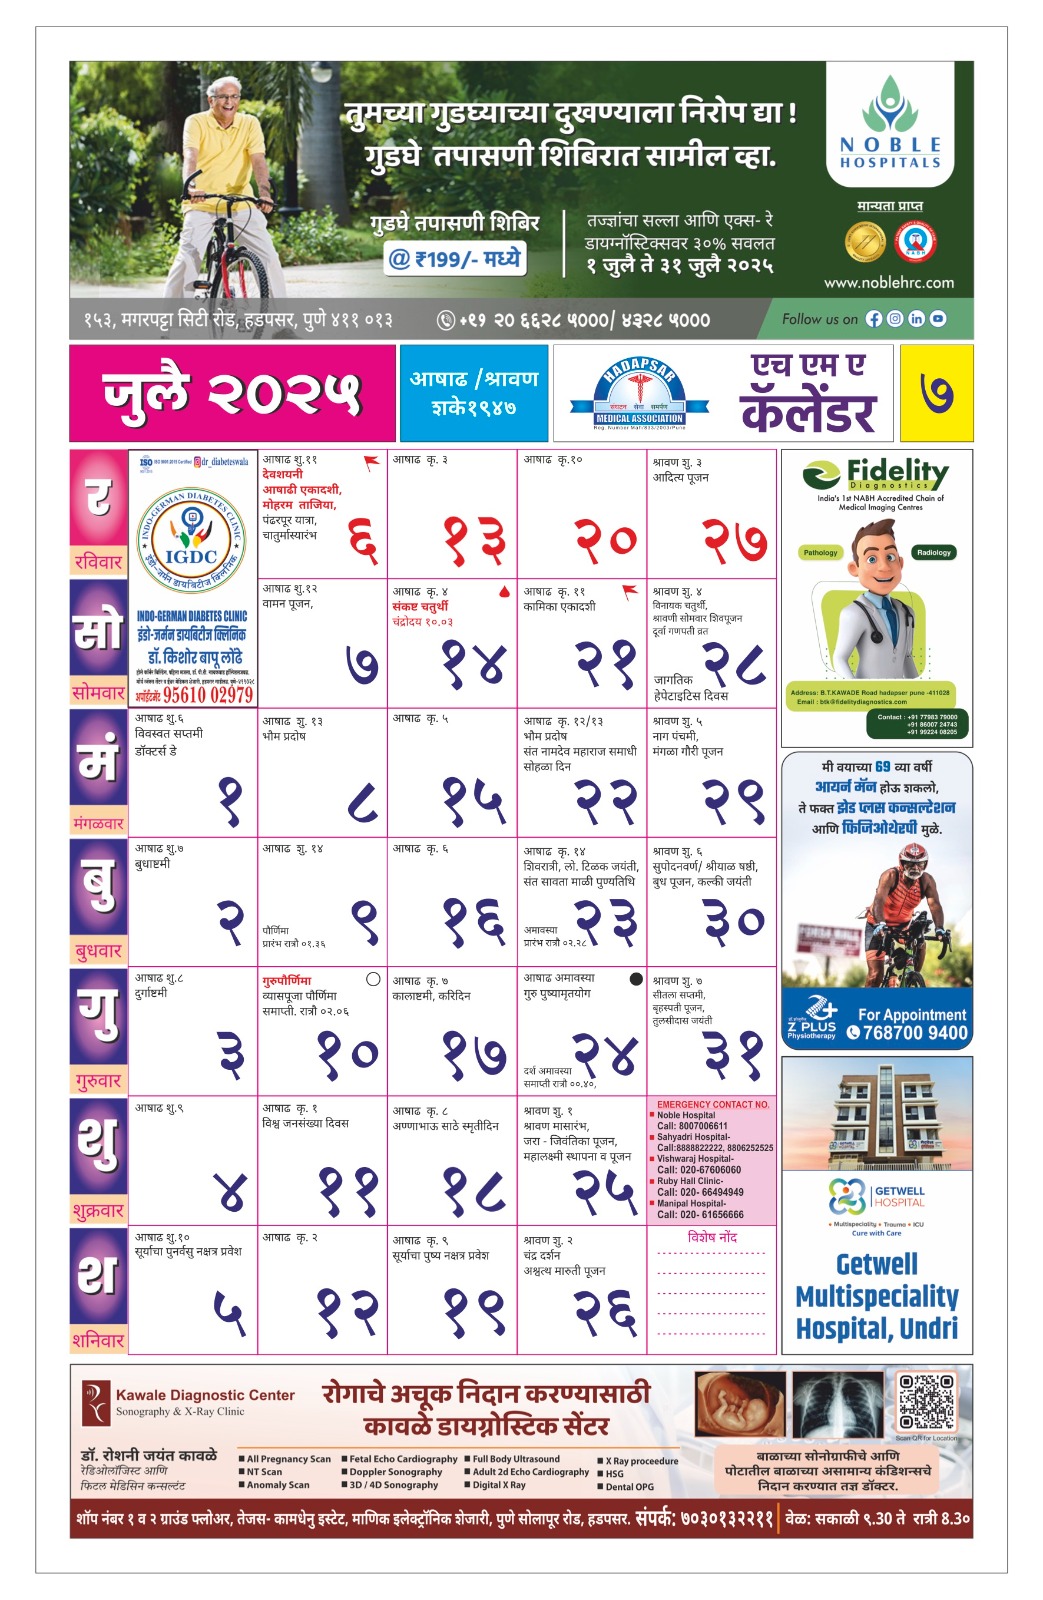 तुमच्या गुडघ्याच्या दुखण्याला निरोप द्या !
गुडघे तपासणी शिबिरात सामील व्हा.
गुडघे तपासणी शिबिर
@ ₹199/- मध्ये
तज्ज्ञांचा सल्ला आणि एक्स- रे
डायग्नॉस्टिक्सवर ३०% सवलत
१ जुलै ते ३१ जुलै २०२५
NOBLE
HOSPITALS
मान्यता प्राप्त
www.noblehrc.com
१५३, मगरपट्टा सिटी रोड, हडपसर, पुणे ४११ ०१३
+९१ २० ६६२८ ५०००/ ४३२८ ५०००
Follow us on
जुलै २०२५
आषाढ /श्रावण
शके१९४७
HADAPSAR
संघटन सेवा समर्पण
MEDICAL ASSOCIATION
Reg. Number Mah/833/2003/Pune
एच एम ए
कॅलेंडर
७
र
रविवार
ISO ISO 9001:2015 Certified dr_diabeteswala
INDO-GERMAN DIABETES CLINIC
IGDC
इंडो-जर्मन डायबिटीज क्लिनिक
INDO-GERMAN DIABETES CLINIC
इंडो-जर्मन डायबिटीज क्लिनिक
डॉ. किशोर बापू लोंढे
अपॉईंटमेंट 95610 02979
आषाढ शु.११
देवशयनी
आषाढी एकादशी,
मोहरम ताजिया,
पंढरपूर यात्रा,
चातुर्मास्यारंभ
६
आषाढ कृ. ३
१३
आषाढ कृ.१०
२०
श्रावण शु. ३
आदित्य पूजन
२७
सो
सोमवार
आषाढ शु.१२
वामन पूजन,
७
आषाढ कृ. ४
संकष्ट चतुर्थी
चंद्रोदय १०.०३
१४
आषाढ कृ. ११
कामिका एकादशी
२१
श्रावण शु. ४
विनायक चतुर्थी,
श्रावणी सोमवार शिवपूजन
दूर्वा गणपती व्रत
२८
जागतिक
हेपेटाइटिस दिवस
मं
मंगळवार
आषाढ शु.६
विवस्वत सप्तमी
डॉक्टर्स डे
१
आषाढ शु. १३
भौम प्रदोष
८
आषाढ कृ. ५
१५
आषाढ कृ. १२/१३
भौम प्रदोष
संत नामदेव महाराज समाधी
सोहळा दिन
२२
श्रावण शु. ५
नाग पंचमी,
मंगळा गौरी पूजन
२९
बु
बुधवार
आषाढ शु.७
बुधाष्टमी
२
आषाढ शु. १४
पौर्णिमा
प्रारंभ रात्रौ ०१.३६
९
आषाढ कृ. ६
१६
आषाढ कृ. १४
शिवरात्री, लो. टिळक जयंती,
संत सावता माळी पुण्यतिथि
अमावस्या
प्रारंभ रात्रौ ०२.२८
२३
श्रावण शु. ६
सुपोदनवर्ण/ श्रीयाळ षष्ठी,
बुध पूजन, कल्की जयंती
३०
गु
गुरुवार
आषाढ शु.८
दुर्गाष्टमी
३
गुरुपौर्णिमा
व्यासपूजा पौर्णिमा
समाप्ती. रात्रौ ०२.०६
१०
आषाढ कृ. ७
कालाष्टमी, करिदिन
१७
आषाढ अमावस्या
गुरु पुष्यामृतयोग
दर्श अमावस्या
समाप्ती रात्रौ ००.४०,
२४
श्रावण शु. ७
सीतला सप्तमी,
बृहस्पती पूजन,
तुलसीदास जयंती
३१
शु
शुक्रवार
आषाढ शु.९
४
आषाढ कृ. १
विश्व जनसंख्या दिवस
११
आषाढ कृ. ८
अण्णाभाऊ साठे स्मृतीदिन
१८
श्रावण शु. १
श्रावण मासारंभ,
जरा - जिवंतिका पूजन,
महालक्ष्मी स्थापना व पूजन
२५
EMERGENCY CONTACT NO.
Noble Hospital
Call: 8007006611
Sahyadri Hospital-
Call:8888822222, 8806252525
Vishwaraj Hospital-
Call: 020-67606060
Ruby Hall Clinic-
Call: 020- 66494949
Manipal Hospital-
Call: 020- 61656666
श
शनिवार
आषाढ शु.१०
सूर्याचा पुनर्वसु नक्षत्र प्रवेश
५
आषाढ कृ. २
१२
आषाढ कृ. ९
सूर्याचा पुष्य नक्षत्र प्रवेश
१९
श्रावण शु. २
चंद्र दर्शन
अश्वत्थ मारुती पूजन
२६
विशेष नोंद
Fidelity
Diagnostics
India's 1st NABH Accredited Chain of
Medical Imaging Centres
Pathology
Radiology
Address: B.T.KAWADE Road hadapser pune -411028
Email : btk@fidelitydiagnostics.com
Contact : +91 77983 79000
+91 86007 24743
+91 99224 08205
मी वयाच्या 69 व्या वर्षी
आयर्न मॅन होऊ शकलो,
ते फक्त झेड प्लस कन्सल्टेशन
आणि फिजिओथेरपी मुळे.
Z PLUS
Physiotherapy
For Appointment
768700 9400
GETWELL
HOSPITAL
• Multispeciality • Trauma • ICU
Cure with Care
Getwell
Multispeciality
Hospital, Undri
Kawale Diagnostic Center
Sonography & X-Ray Clinic
रोगाचे अचूक निदान करण्यासाठी
कावळे डायग्नोस्टिक सेंटर
Scan QR for Location
डॉ. रोशनी जयंत कावळे
रेडिओलॉजिस्ट आणि
फिटल मेडिसिन कन्सल्टंट
All Pregnancy Scan
NT Scan
Anomaly Scan
Fetal Echo Cardiography
Doppler Sonography
3D / 4D Sonography
Full Body Ultrasound
Adult 2d Echo Cardiography
Digital X Ray
X Ray proceedure
HSG
Dental OPG
बाळाच्या सोनोग्राफीचे आणि
पोटातील बाळाच्या असामान्य कंडिशन्सचे
निदान करण्यात तज्ञ डॉक्टर.
शॉप नंबर १ व २ ग्राउंड फ्लोअर, तेजस- कामधेनु इस्टेट, माणिक इलेक्ट्रॉनिक शेजारी, पुणे सोलापूर रोड, हडपसर. संपर्क: ७०३०१३२२११ वेळ: सकाळी ९.30 ते रात्री 8.३०